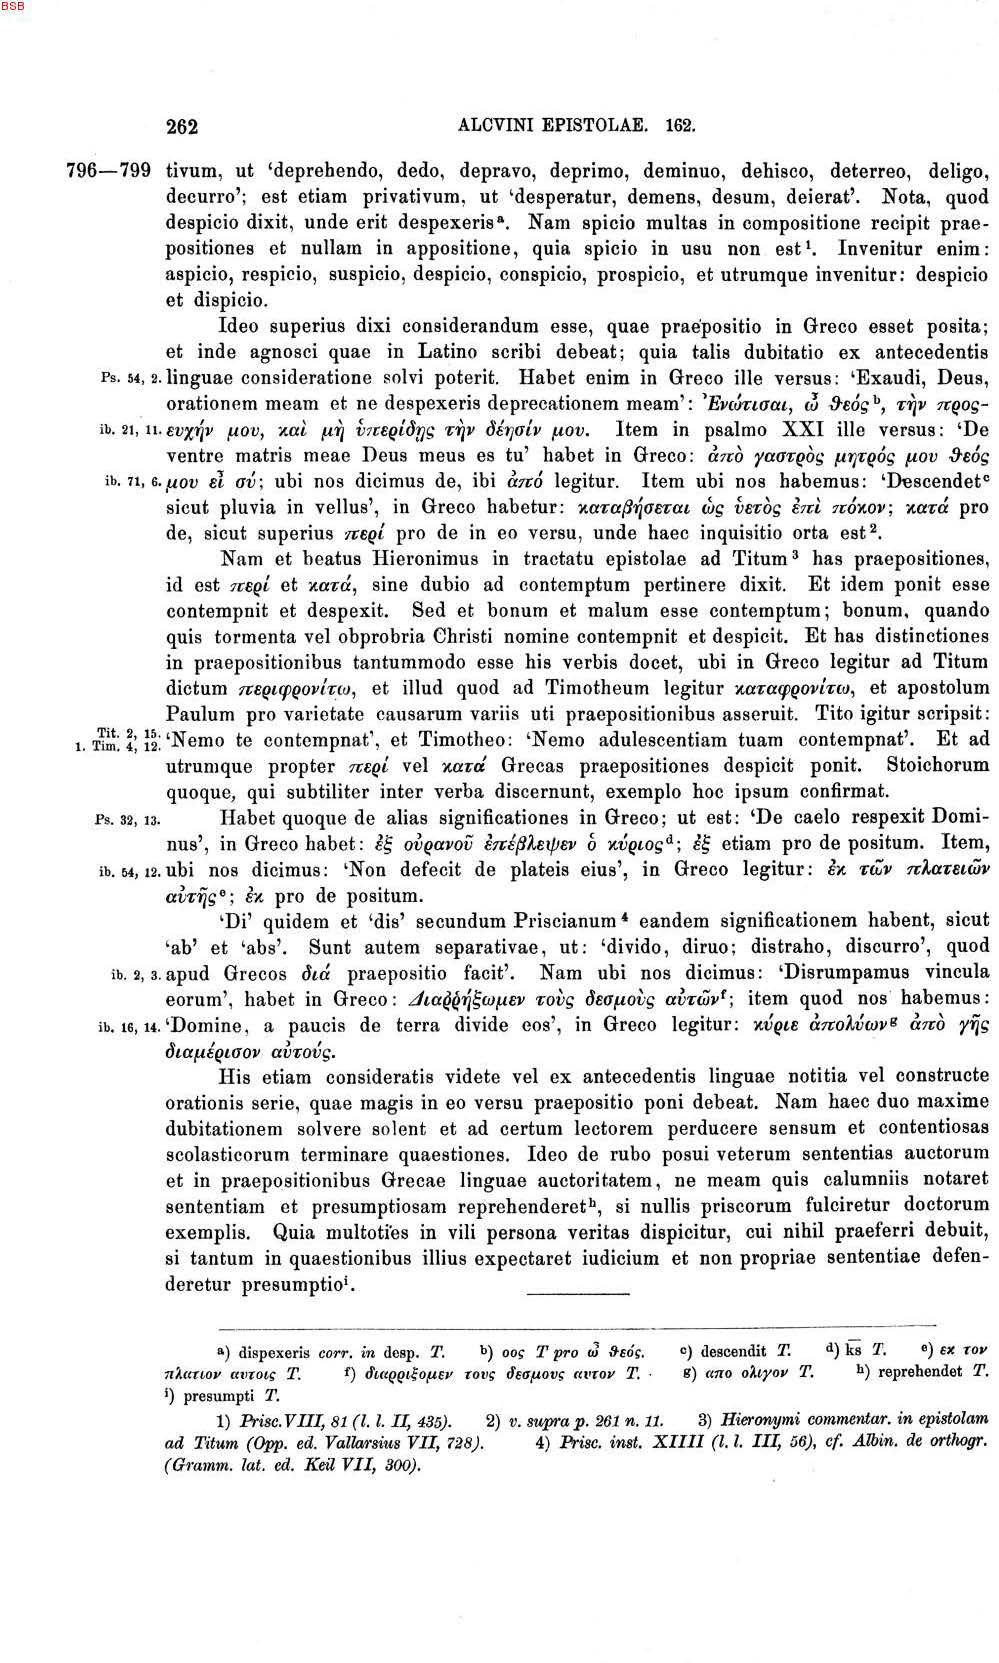 BSB
262 ALCVINI EPISTOLAE. 162.
796—799 tivum, ut ‘deprehendo, dedo, depravo, deprimo, deminuo, dehisco, deterreo, deligo,
decurro’; est etiam privativum, ut ‘desperatur, demens, desum, deierat’. Nota, quod
despicio dixit, unde erit despexeris ᵃ. Nam spicio multas in compositione recipit prae-
positiones et nullam in appositione, quia spicio in usu non est ¹. Invenitur enim:
aspicio, respicio, suspicio, despicio, conspicio, prospicio, et utrumque invenitur: despicio
et dispicio.
Ideo superius dixi considerandum esse, quae praepositio in Greco esset posita;
et inde agnosci quae in Latino scribi debeat; quia talis dubitatio ex antecedentis
Ps. 54, 2. linguae consideratione solvi poterit. Habet enim in Greco ille versus: ‘Exaudi, Deus,
orationem meam et ne despexeris deprecationem meam’: Ἐνώτισαι, ὦ θεός ᵇ, τὴν προς-
ib. 21, 11. ευχήν μου, καὶ μὴ ὑπερίδῃς τὴν δέησίν μου. Item in psalmo XXI ille versus: ‘De
ventre matris meae Deus meus es tu’ habet in Greco: ἀπὸ γαστρὸς μητρός μου θεός
ib. 71, 6. μου εἶ σύ; ubi nos dicimus de, ibi ἀπό legitur. Item ubi nos habemus: ‘Descendet ᶜ
sicut pluvia in vellus’, in Greco habetur: καταβήσεται ὡς ὑετὸς ἐπὶ πόκον; κατά pro
de, sicut superius περί pro de in eo versu, unde haec inquisitio orta est ².
Nam et beatus Hieronimus in tractatu epistolae ad Titum ³ has praepositiones,
id est περί et κατά, sine dubio ad contemptum pertinere dixit. Et idem ponit esse
contempnit et despexit. Sed et bonum et malum esse contemptum; bonum, quando
quis tormenta vel obprobria Christi nomine contempnit et despicit. Et has distinctiones
in praepositionibus tantummodo esse his verbis docet, ubi in Greco legitur ad Titum
dictum περιφρονίτω, et illud quod ad Timotheum legitur καταφρονίτω, et apostolum
Paulum pro varietate causarum variis uti praepositionibus asseruit. Tito igitur scripsit:
Tit. 2, 15.
1. Tim. 4, 12. ‘Nemo te contempnat’, et Timotheo: ‘Nemo adulescentiam tuam contempnat’. Et ad
utrumque propter περί vel κατά Grecas praepositiones despicit ponit. Stoichorum
quoque, qui subtiliter inter verba discernunt, exemplo hoc ipsum confirmat.
Ps. 32, 13. Habet quoque de alias significationes in Greco; ut est: ‘De caelo respexit Domi-
nus’, in Greco habet: ἐξ οὐρανοῦ ἐπέβλεψεν ὁ κύριος ᵈ; ἐξ etiam pro de positum. Item,
ib. 54, 12. ubi nos dicimus: ‘Non defecit de plateis eius’, in Greco legitur: ἐκ τῶν πλατειῶν
αὐτῆς ᵉ; ἐκ pro de positum.
‘Di’ quidem et ‘dis’ secundum Priscianum ⁴ eandem significationem habent, sicut
‘ab’ et ‘abs’. Sunt autem separativae, ut: ‘divido, diruo; distraho, discurro’, quod
ib. 2, 3. apud Grecos διά praepositio facit’. Nam ubi nos dicimus: ‘Disrumpamus vincula
eorum’, habet in Greco: Διαῤῥήξωμεν τοὺς δεσμοὺς αὐτῶν ᶠ; item quod nos habemus:
ib. 16, 14. ‘Domine, a paucis de terra divide eos’, in Greco legitur: κύριε ἀπολύων ᵍ ἀπὸ γῆς
διαμέρισον αὐτούς.
His etiam consideratis videte vel ex antecedentis linguae notitia vel constructe
orationis serie, quae magis in eo versu praepositio poni debeat. Nam haec duo maxime
dubitationem solvere solent et ad certum lectorem perducere sensum et contentiosas
scolasticorum terminare quaestiones. Ideo de rubo posui veterum sententias auctorum
et in praepositionibus Grecae linguae auctoritatem, ne meam quis calumniis notaret
sententiam et presumptiosam reprehenderet ʰ, si nullis priscorum fulciretur doctorum
exemplis. Quia multoties in vili persona veritas dispicitur, cui nihil praeferri debuit,
si tantum in quaestionibus illius expectaret iudicium et non propriae sententiae defen-
deretur presumptio ⁱ.
a) dispexeris corr. in desp. T. b) οος T pro ὦ θεός. c) descendit T. d) k̅s̅ T. e) εκ τον
πλατιον αυτοις T. f) διαρριξομεν τους δεσμους αυτον T. g) απο ολιγον T. h) reprehendet T.
i) presumpti T.
1) Prisc. VIII, 81 (l. l. II, 435). 2) v. supra p. 261 n. 11. 3) Hieronymi commentar. in epistolam
ad Titum (Opp. ed. Vallarsius VII, 728). 4) Prisc. inst. XIIII (l. l. III, 56), cf. Albin. de orthogr.
(Gramm. lat. ed. Keil VII, 300).